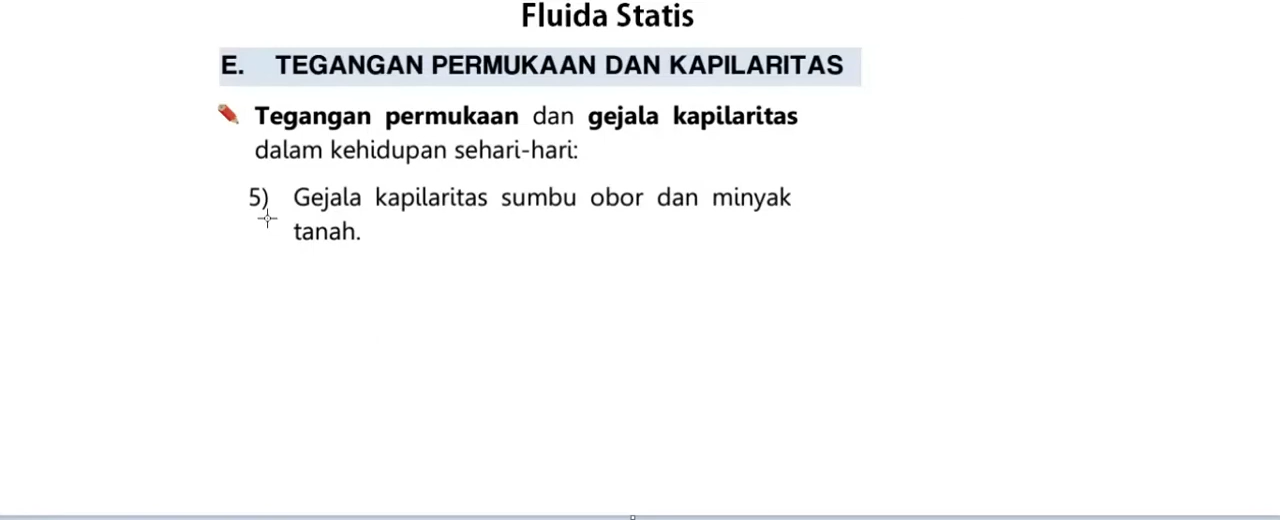 Fluida Statis
E. TEGANGAN PERMUKAAN DAN KAPILARITAS
Tegangan permukaan dan gejala kapilaritas
dalam kehidupan sehari-hari:
5) Gejala kapilaritas sumbu obor dan minyak
tanah.